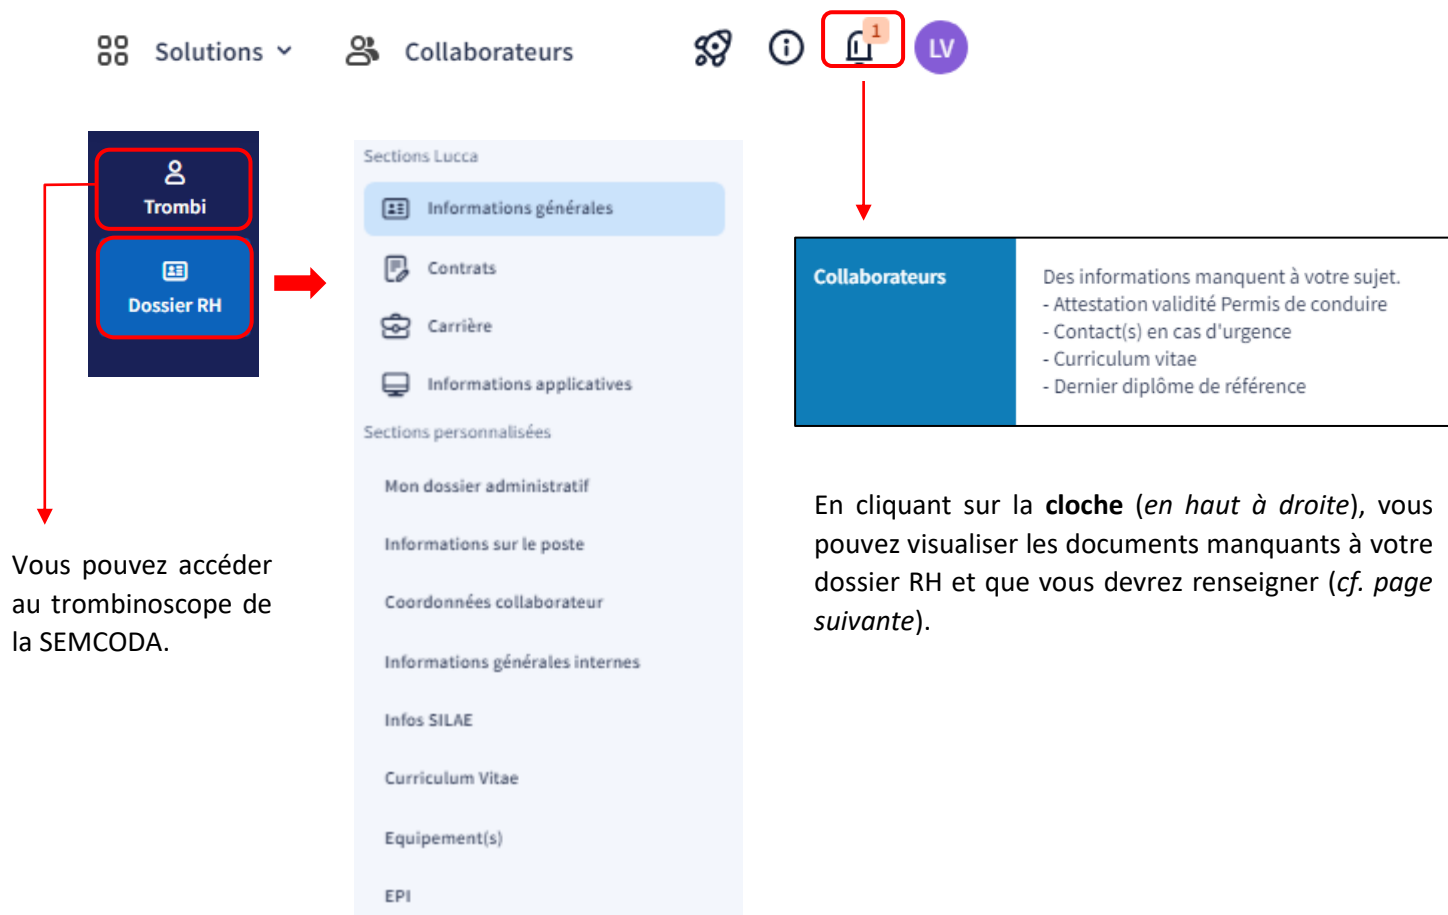 Solutions
Collaborateurs
1
LV
Trombi
Dossier RH
Sections Lucca
Informations générales
Contrats
Carrière
Informations applicatives
Sections personnalisées
Mon dossier administratif
Informations sur le poste
Coordonnées collaborateur
Informations générales internes
Infos SILAE
Curriculum Vitae
Equipement(s)
EPI
Collaborateurs
Des informations manquent à votre sujet.
- Attestation validité Permis de conduire
- Contact(s) en cas d'urgence
- Curriculum vitae
- Dernier diplôme de référence
Vous pouvez accéder
au trombinoscope de
la SEMCODA.
En cliquant sur la cloche (en haut à droite), vous
pouvez visualiser les documents manquants à votre
dossier RH et que vous devrez renseigner (cf. page
suivante).